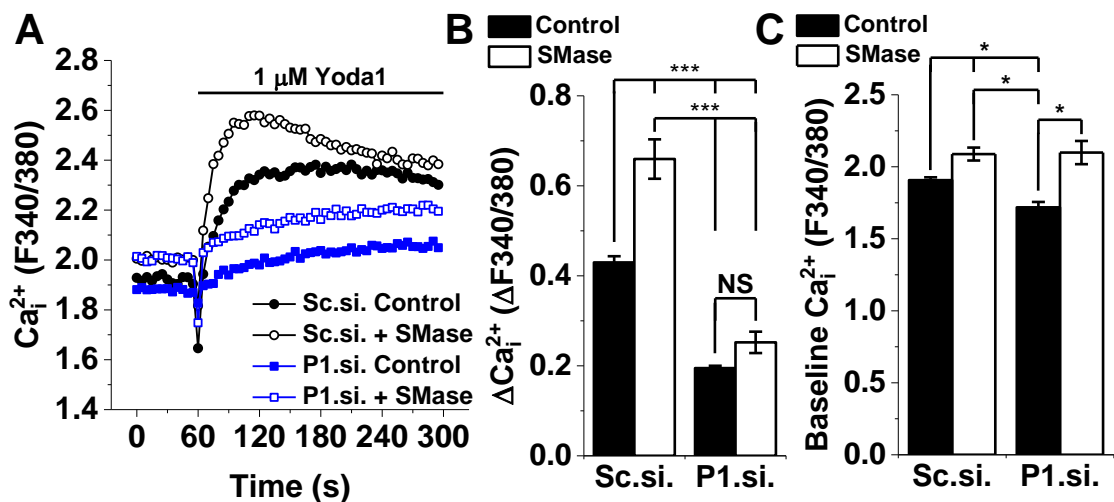 A
1 μM Yoda1
Ca2+i (F340/380)
2.8
2.6
2.4
2.2
2.0
1.8
1.6
1.4
Sc.si. Control
Sc.si. + SMase
P1.si. Control
P1.si. + SMase
0 60 120 180 240 300
Time (s)
B
Control
SMase
***
***
NS
ΔCa2+i (ΔF340/380)
0.8
0.6
0.4
0.2
0.0
Sc.si. P1.si.
C
Control
SMase
*
*
*
Baseline Ca2+i (F340/380)
2.5
2.0
1.5
1.0
0.5
0.0
Sc.si. P1.si.